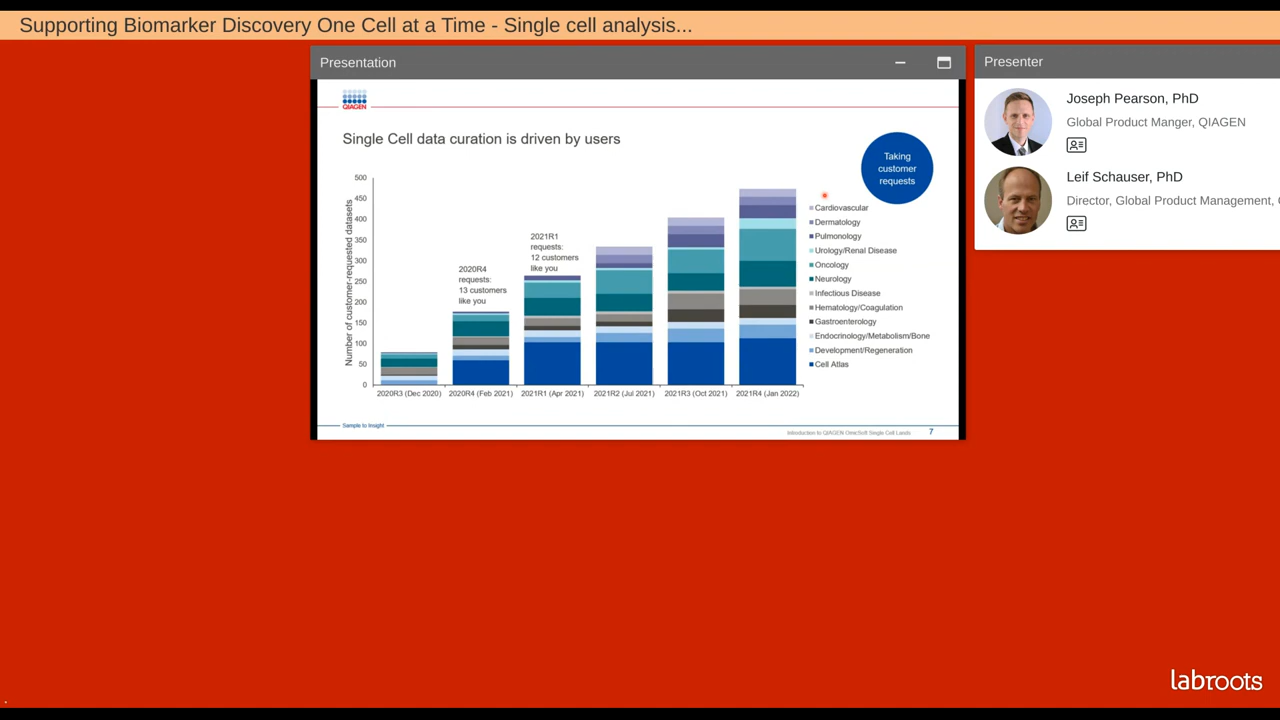 Supporting Biomarker Discovery One Cell at a Time - Single cell analysis...
Presentation
QIAGEN
Single Cell data curation is driven by users
Taking
customer
requests
Number of customer-requested datasets
500
450
400
350
300
250
200
150
100
50
0
2020R4
requests:
13 customers
like you
2021R1
requests:
12 customers
like you
2020R3 (Dec 2020)
2020R4 (Feb 2021)
2021R1 (Apr 2021)
2021R2 (Jul 2021)
2021R3 (Oct 2021)
2021R4 (Jan 2022)
Cardiovascular
Dermatology
Pulmonology
Urology/Renal Disease
Oncology
Neurology
Infectious Disease
Hematology/Coagulation
Gastroenterology
Endocrinology/Metabolism/Bone
Development/Regeneration
Cell Atlas
Sample to Insight
Introduction to QIAGEN OmicSoft Single Cell Lands
7
Presenter
Joseph Pearson, PhD
Global Product Manger, QIAGEN
Leif Schauser, PhD
Director, Global Product Management,
labroots